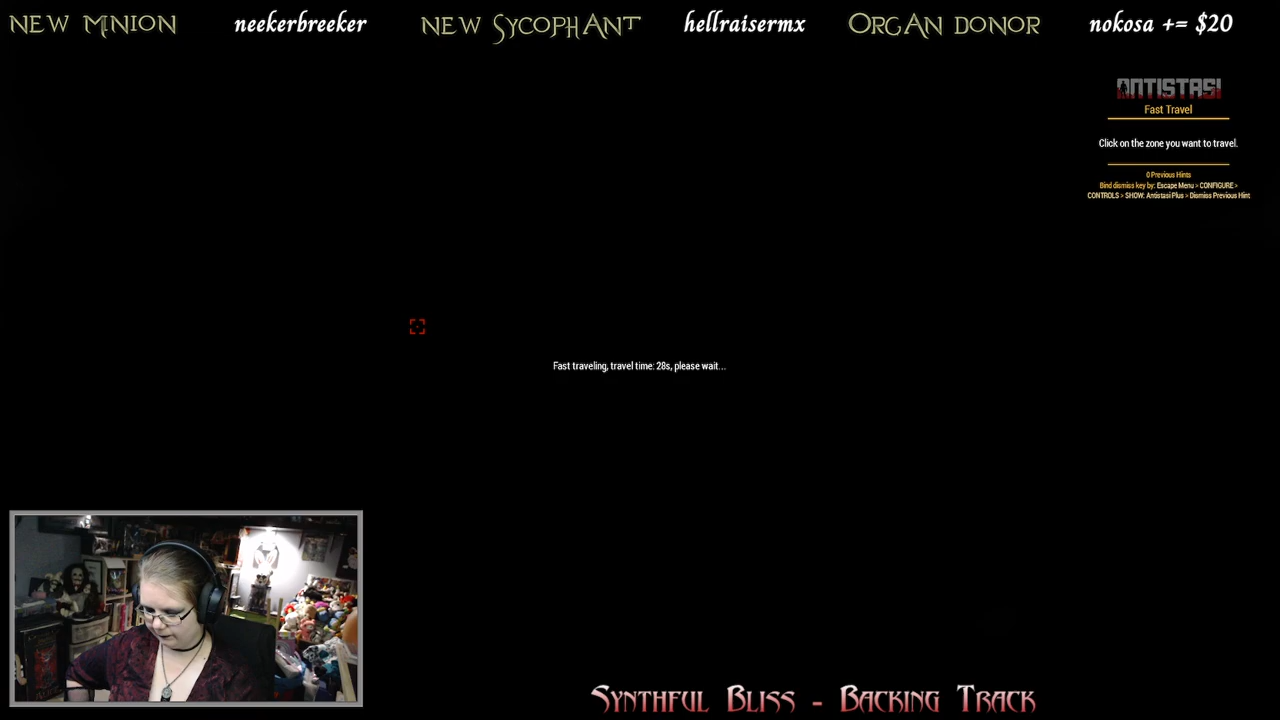 NEW MINION neekerbreeker NEW SYCOPHANT hellraisermx ORGAN DONOR nokosa += $20
ANTISTASI
Fast Travel
Click on the zone you want to travel.
0 Previous Hints
Bind dismiss key by: Escape Menu > CONFIGURE >
CONTROLS > SHOW: Antistasi Plus > Dismiss Previous Hint
Fast traveling, travel time: 28s, please wait...
SYNTHFUL BLISS - BACKING TRACK